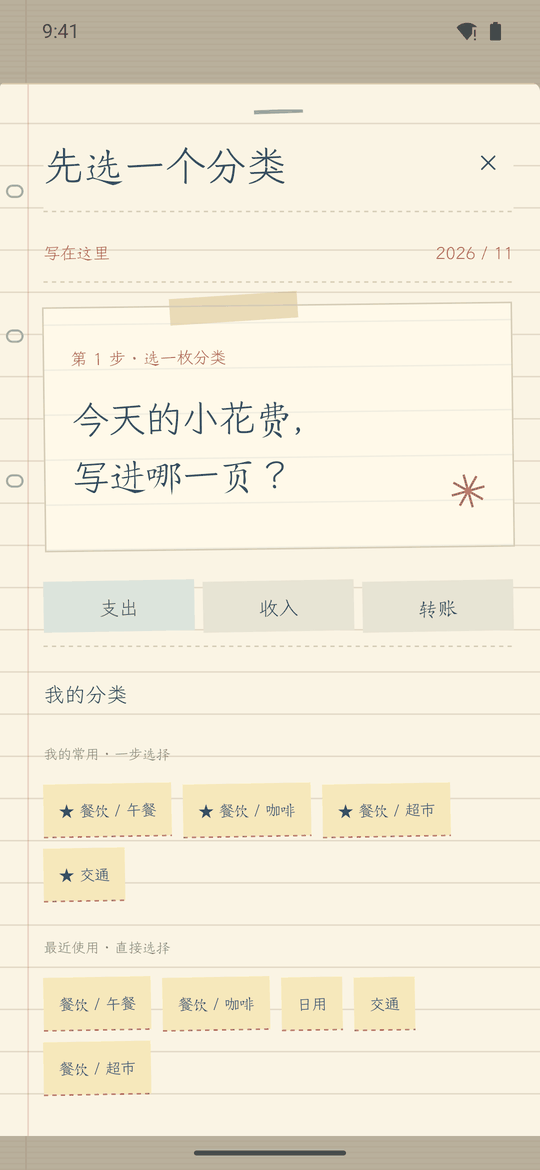 9:41
先选一个分类
写在这里 2026 / 11
第 1 步 · 选一枚分类
今天的小花费，
写进哪一页？
支出 收入 转账
我的分类
我的常用 · 一步选择
★ 餐饮 / 午餐 ★ 餐饮 / 咖啡 ★ 餐饮 / 超市
★ 交通
最近使用 · 直接选择
餐饮 / 午餐 餐饮 / 咖啡 日用 交通
餐饮 / 超市